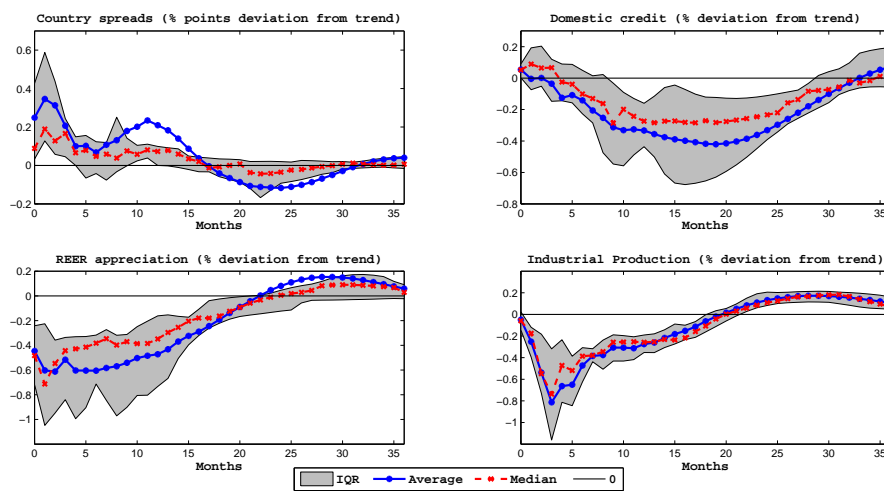 Country spreads (% points deviation from trend)
0.6
0.4
0.2
0
-0.2
0 5 10 15 20 25 30 35
Months
Domestic credit (% deviation from trend)
0.2
0
-0.2
-0.4
-0.6
-0.8
0 5 10 15 20 25 30 35
Months
REER appreciation (% deviation from trend)
0.2
0
-0.2
-0.4
-0.6
-0.8
-1
0 5 10 15 20 25 30 35
Months
Industrial Production (% deviation from trend)
0.2
0
-0.2
-0.4
-0.6
-0.8
-1
0 5 10 15 20 25 30 35
Months
IQR Average Median 0